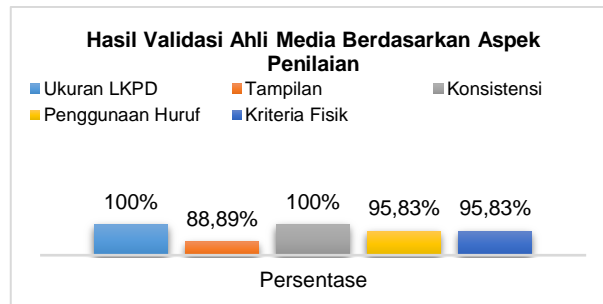 Hasil Validasi Ahli Media Berdasarkan Aspek
Penilaian
Ukuran LKPD Tampilan Konsistensi
Penggunaan Huruf Kriteria Fisik
100% 88,89% 100% 95,83% 95,83%
Persentase